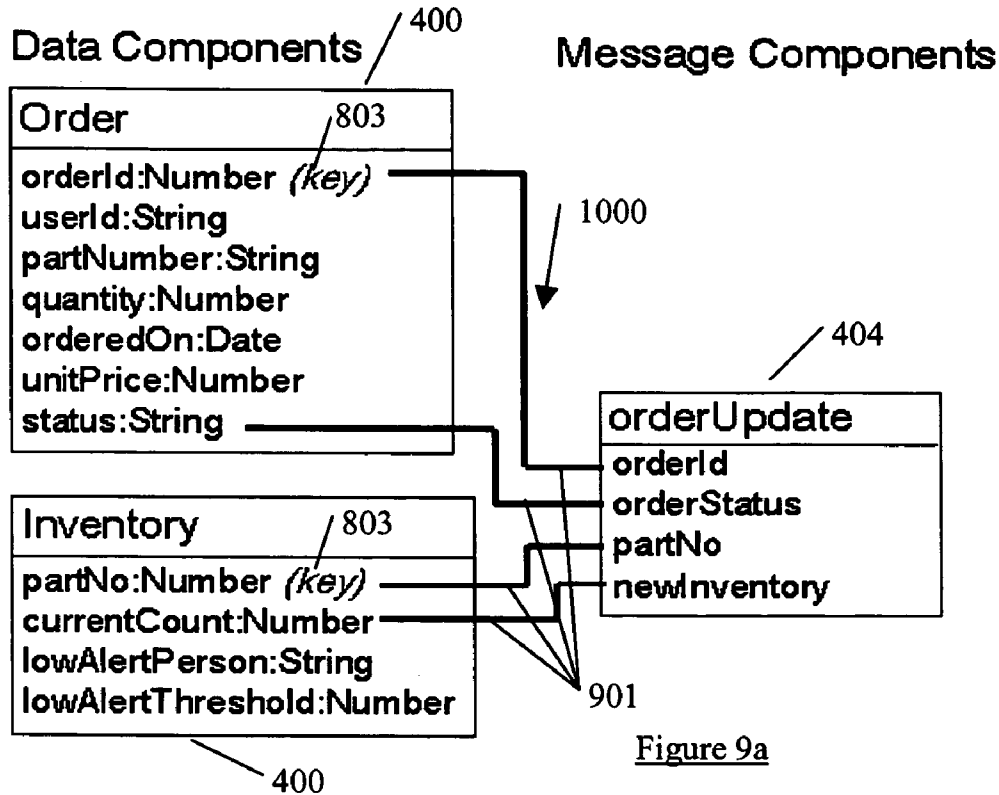 400
Data Components
Message Components
Order
803
orderId:Number (key)
userId:String
partNumber:String
quantity:Number
orderedOn:Date
unitPrice:Number
status:String
1000
404
orderUpdate
orderId
orderStatus
partNo
newInventory
Inventory
803
partNo:Number (key)
currentCount:Number
lowAlertPerson:String
lowAlertThreshold:Number
901
400
Figure 9a